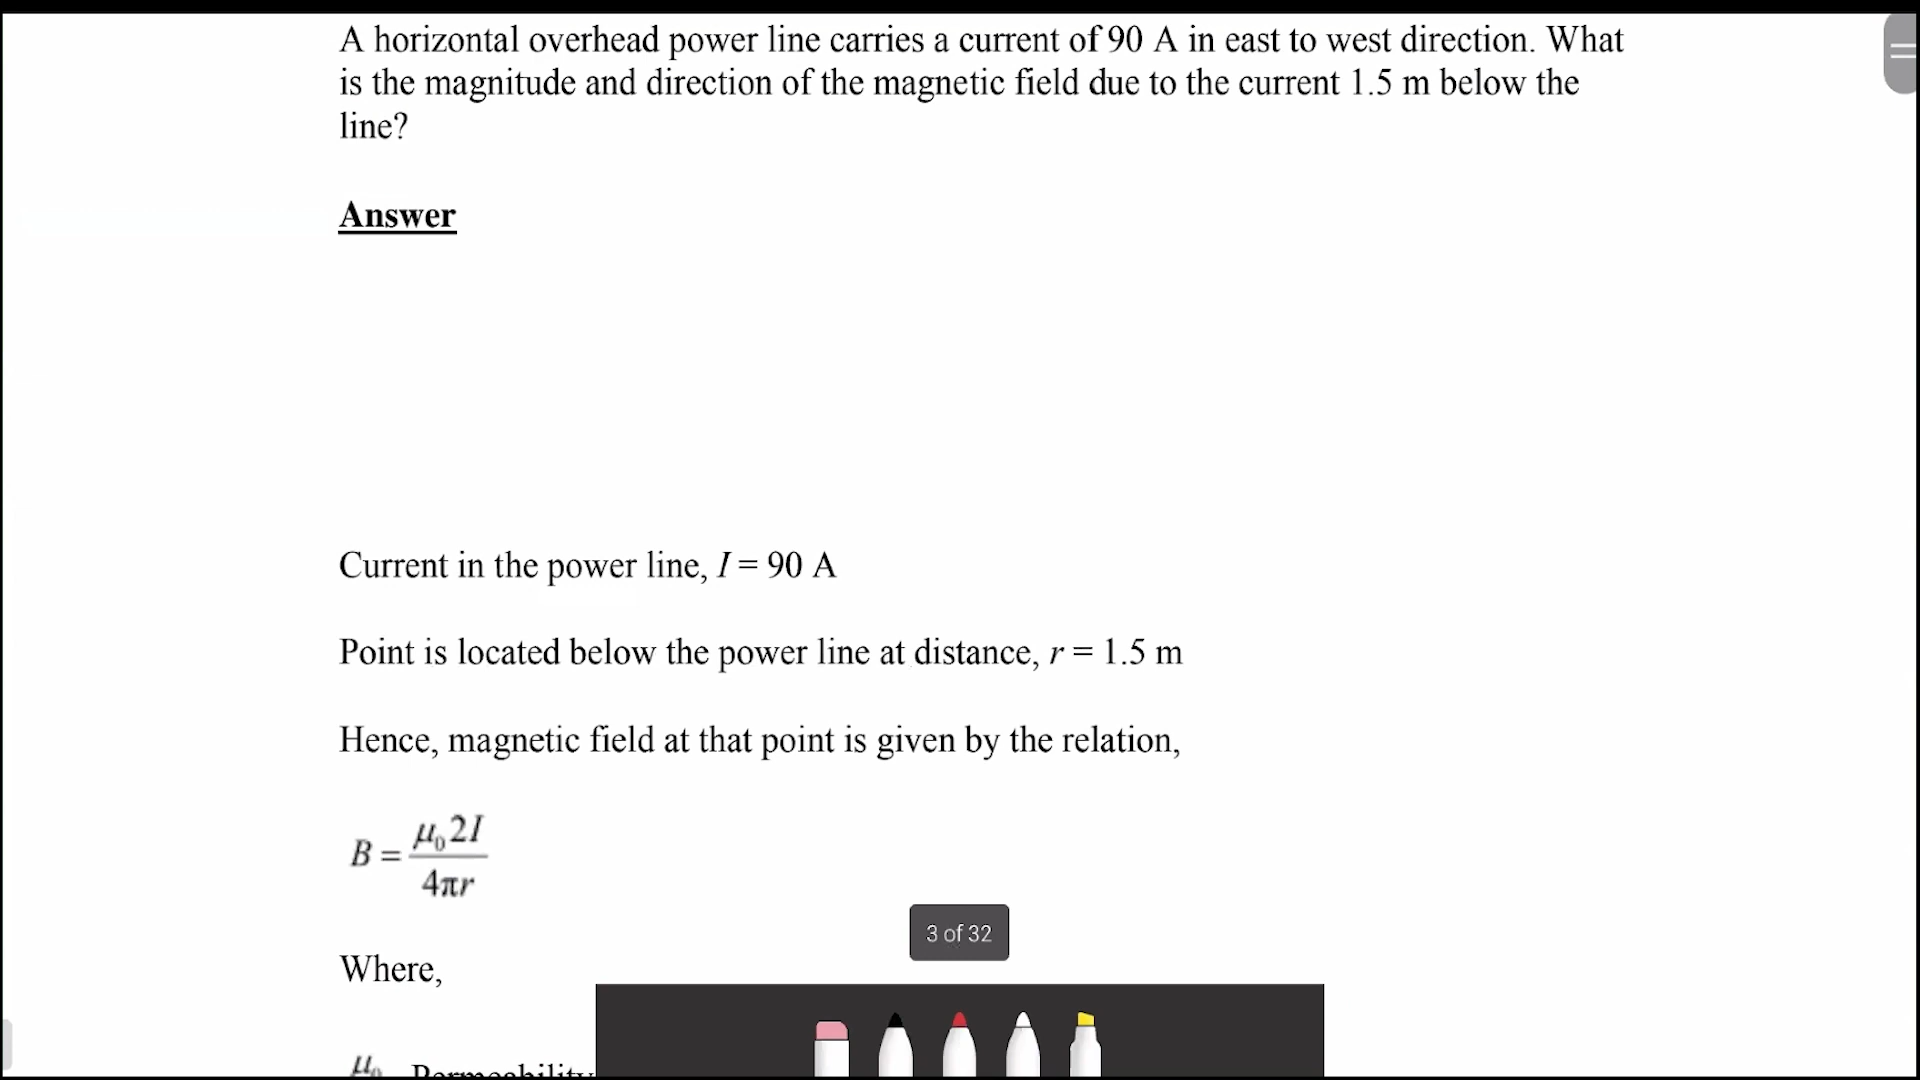 A horizontal overhead power line carries a current of 90 A in east to west direction. What
is the magnitude and direction of the magnetic field due to the current 1.5 m below the
line?
Answer
Current in the power line, I = 90 A
Point is located below the power line at distance, r = 1.5 m
Hence, magnetic field at that point is given by the relation,
B = μ₀2I / 4πr
3 of 32
Where,
μ₀ Permeability